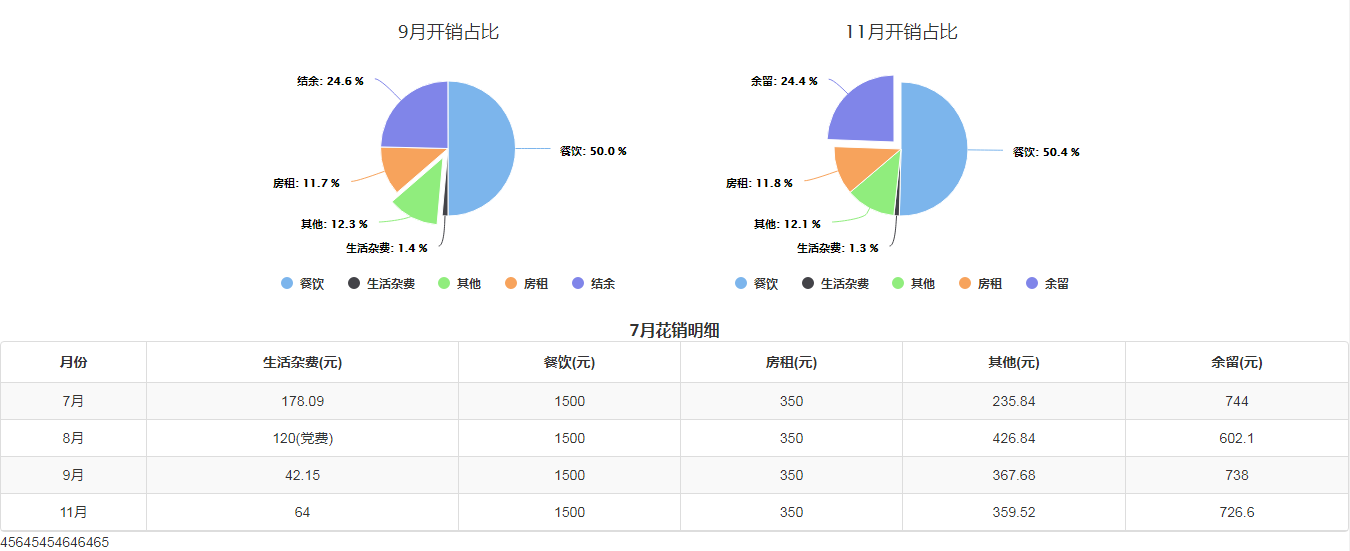 9月开销占比
结余: 24.6 %
餐饮: 50.0 %
房租: 11.7 %
其他: 12.3 %
生活杂费: 1.4 %
餐饮 生活杂费 其他 房租 结余
11月开销占比
余留: 24.4 %
餐饮: 50.4 %
房租: 11.8 %
其他: 12.1 %
生活杂费: 1.3 %
餐饮 生活杂费 其他 房租 余留
7月花销明细
月份 生活杂费(元) 餐饮(元) 房租(元) 其他(元) 余留(元)
7月 178.09 1500 350 235.84 744
8月 120(党费) 1500 350 426.84 602.1
9月 42.15 1500 350 367.68 738
11月 64 1500 350 359.52 726.6
45645454646465